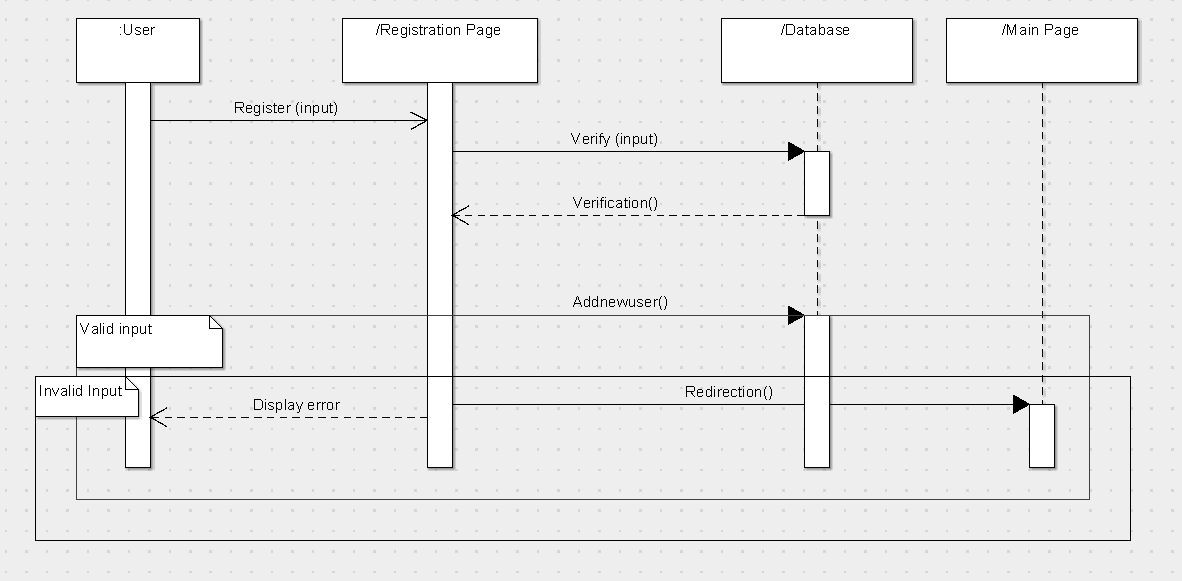 :User
/Registration Page
/Database
/Main Page
Register (input)
Verify (input)
Verification()
Addnewuser()
Valid input
Invalid Input
Redirection()
Display error